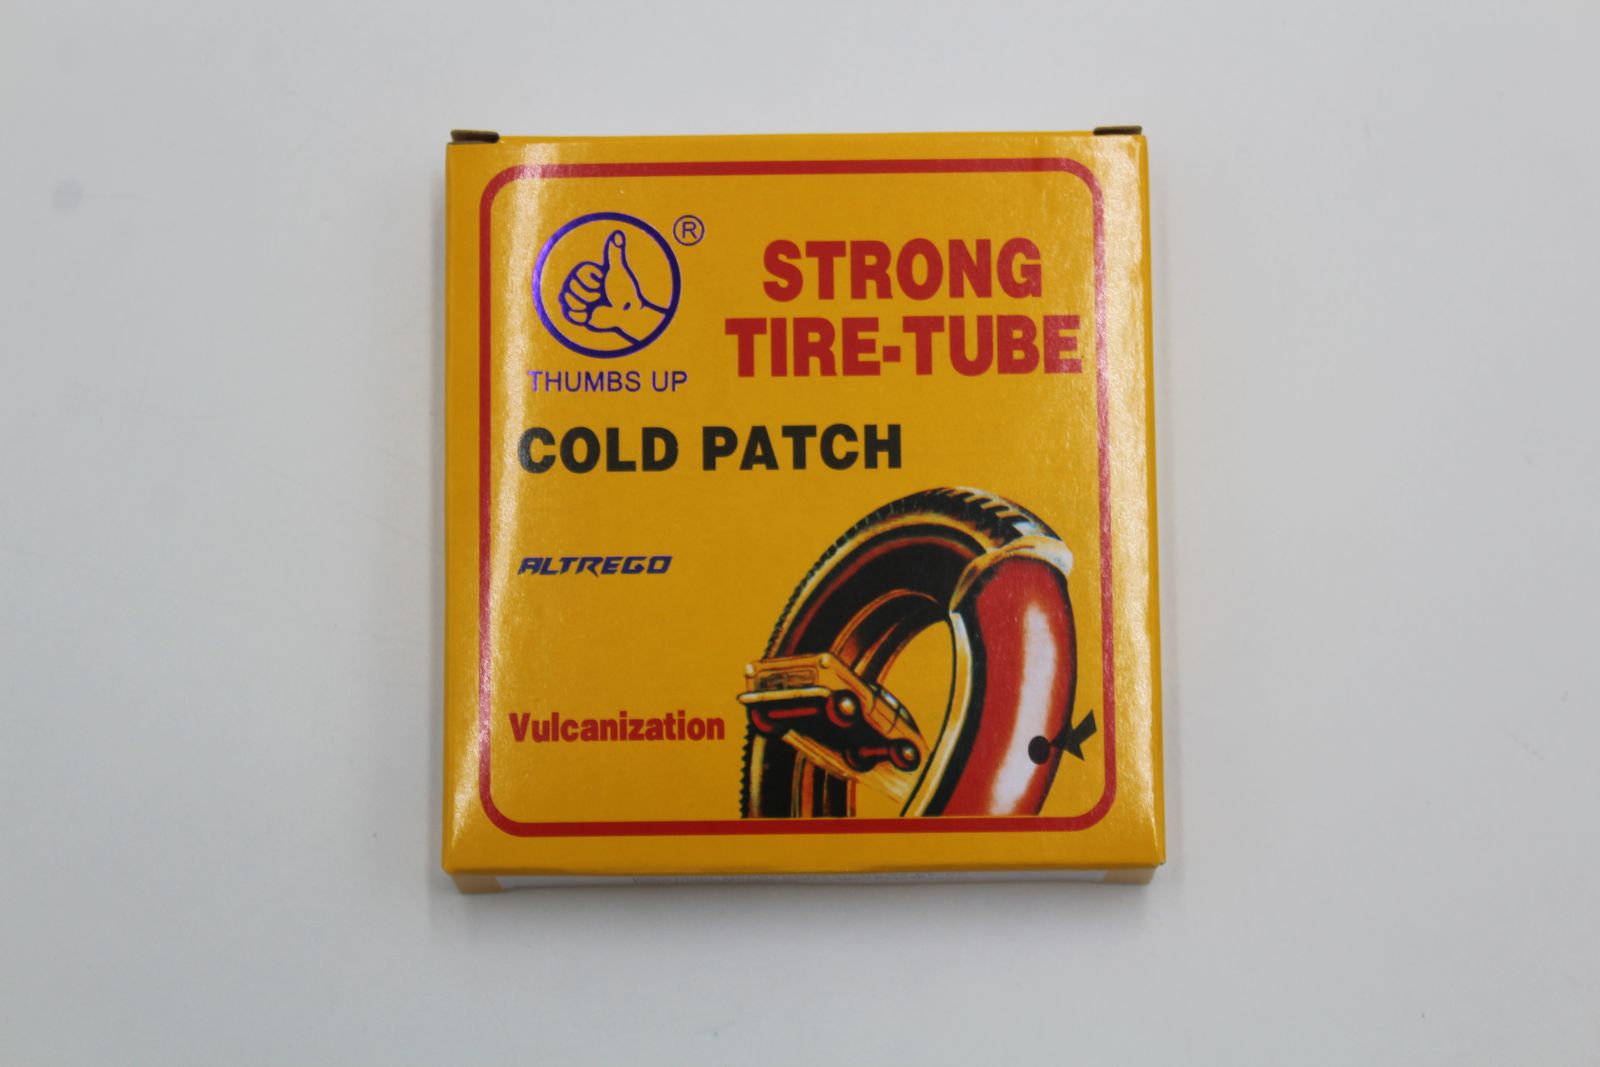 ®
THUMBS UP
STRONG
TIRE-TUBE
COLD PATCH
ALTREGO
Vulcanization